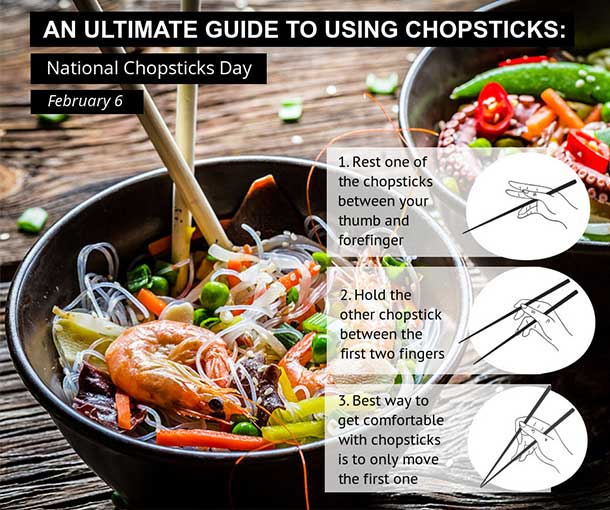 AN ULTIMATE GUIDE TO USING CHOPSTICKS:
National Chopsticks Day
February 6
1. Rest one of
the chopsticks
between your
thumb and
forefinger
2. Hold the
other chopstick
between the
first two fingers
3. Best way to
get comfortable
with chopsticks
is to only move
the first one